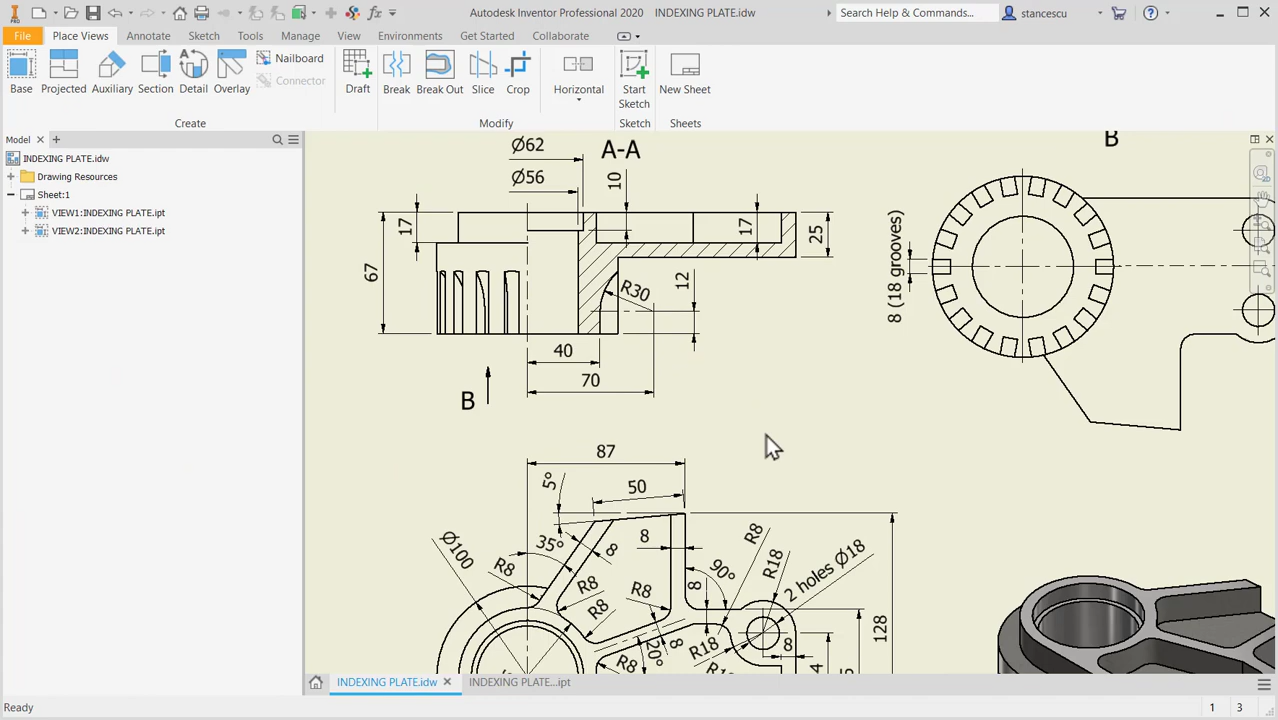 Autodesk Inventor Professional 2020 INDEXING PLATE.idw
Search Help & Commands...
stancescu
PRO
fx
File
Place Views
Annotate
Sketch
Tools
Manage
View
Environments
Get Started
Collaborate
Base
Projected
Auxiliary
Section
Detail
Overlay
Nailboard
Connector
Draft
Break
Break Out
Slice
Crop
Horizontal
Start
Sketch
New Sheet
Create
Modify
Sketch
Sheets
Model
INDEXING PLATE.idw
Drawing Resources
Sheet:1
VIEW1:INDEXING PLATE.ipt
VIEW2:INDEXING PLATE.ipt
Ø62
A-A
Ø56
10
17
17
25
67
12
R30
40
70
B
B
8 (18 grooves)
87
5°
50
Ø100
35°
8
8
R8
R8
R8
R8
R8
R18
90°
2 holes Ø18
8
8
20°
R18
8
R8
128
INDEXING PLATE.idw
INDEXING PLATE...ipt
Ready
1
3